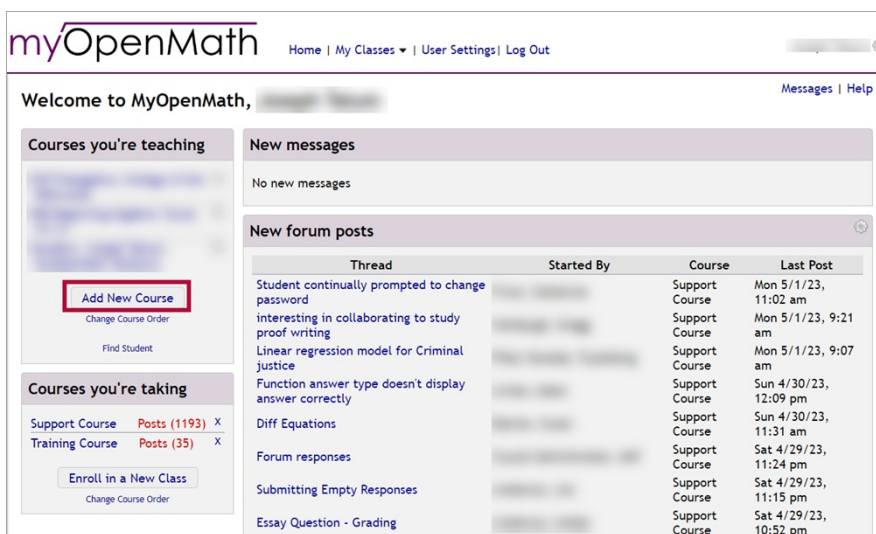 myOpenMath
Home | My Classes ▾ | User Settings| Log Out
Messages | Help
Welcome to MyOpenMath,
Courses you're teaching
Add New Course
Change Course Order
Find Student
Courses you're taking
Support Course Posts (1193) X
Training Course Posts (35) X
Enroll in a New Class
Change Course Order
New messages
No new messages
New forum posts
Thread Started By Course Last Post
Student continually prompted to change Support Mon 5/1/23,
password Course 11:02 am
interesting in collaborating to study Support Mon 5/1/23, 9:21
proof writing Course am
Linear regression model for Criminal Support Mon 5/1/23, 9:07
justice Course am
Function answer type doesn't display Support Sun 4/30/23,
answer correctly Course 12:09 pm
Diff Equations Support Sun 4/30/23,
Course 11:31 am
Forum responses Support Sat 4/29/23,
Course 11:24 pm
Submitting Empty Responses Support Sat 4/29/23,
Course 11:15 pm
Essay Question - Grading Support Sat 4/29/23,
Course 10:52 pm